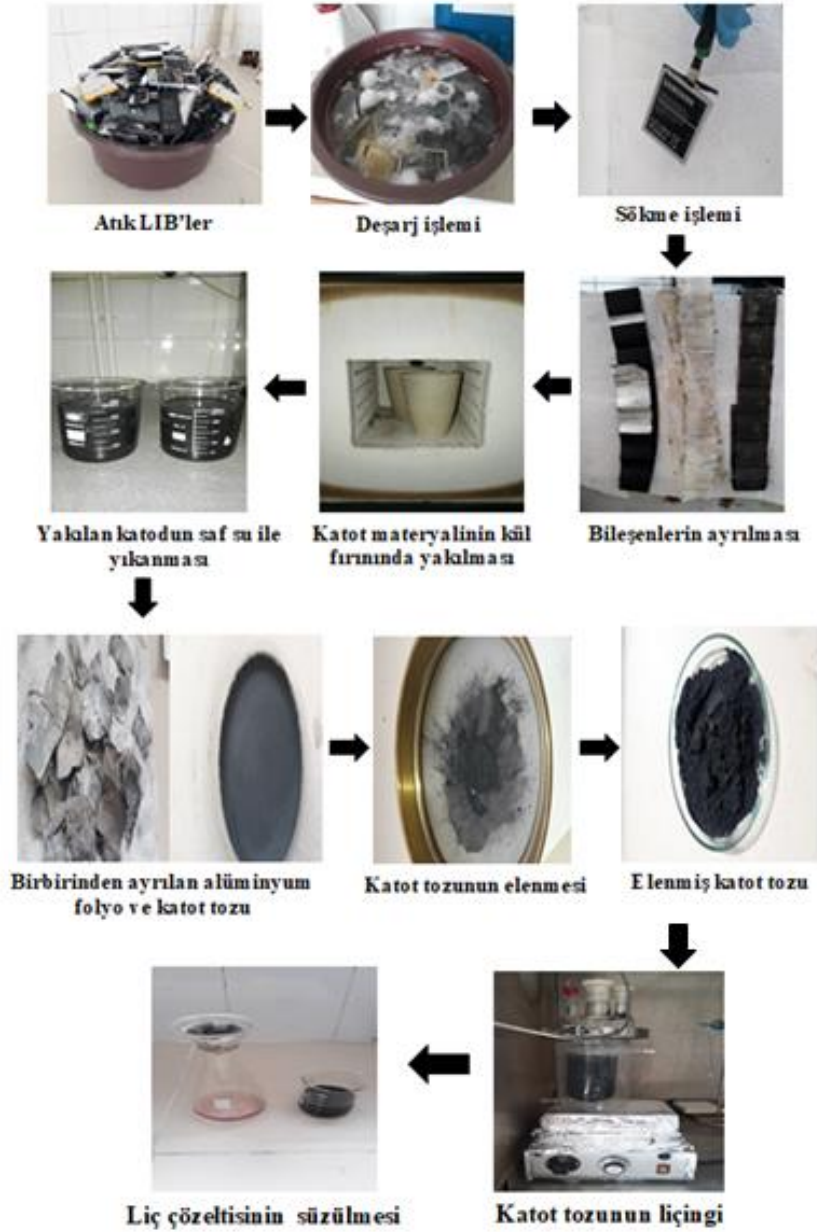 Atık LIB'ler
Deşarj işlemi
Sökme işlemi
Bileşenlerin ayrılması
Katot materyalinin kül
fırınında yakılması
Yakılan katodun saf su ile
yıkanması
Birbirinden ayrılan alüminyum
folyo ve katot tozu
Katot tozunun elenmesi
Elenmiş katot tozu
Katot tozunun liçingi
Liç çözeltisinin süzülmesi